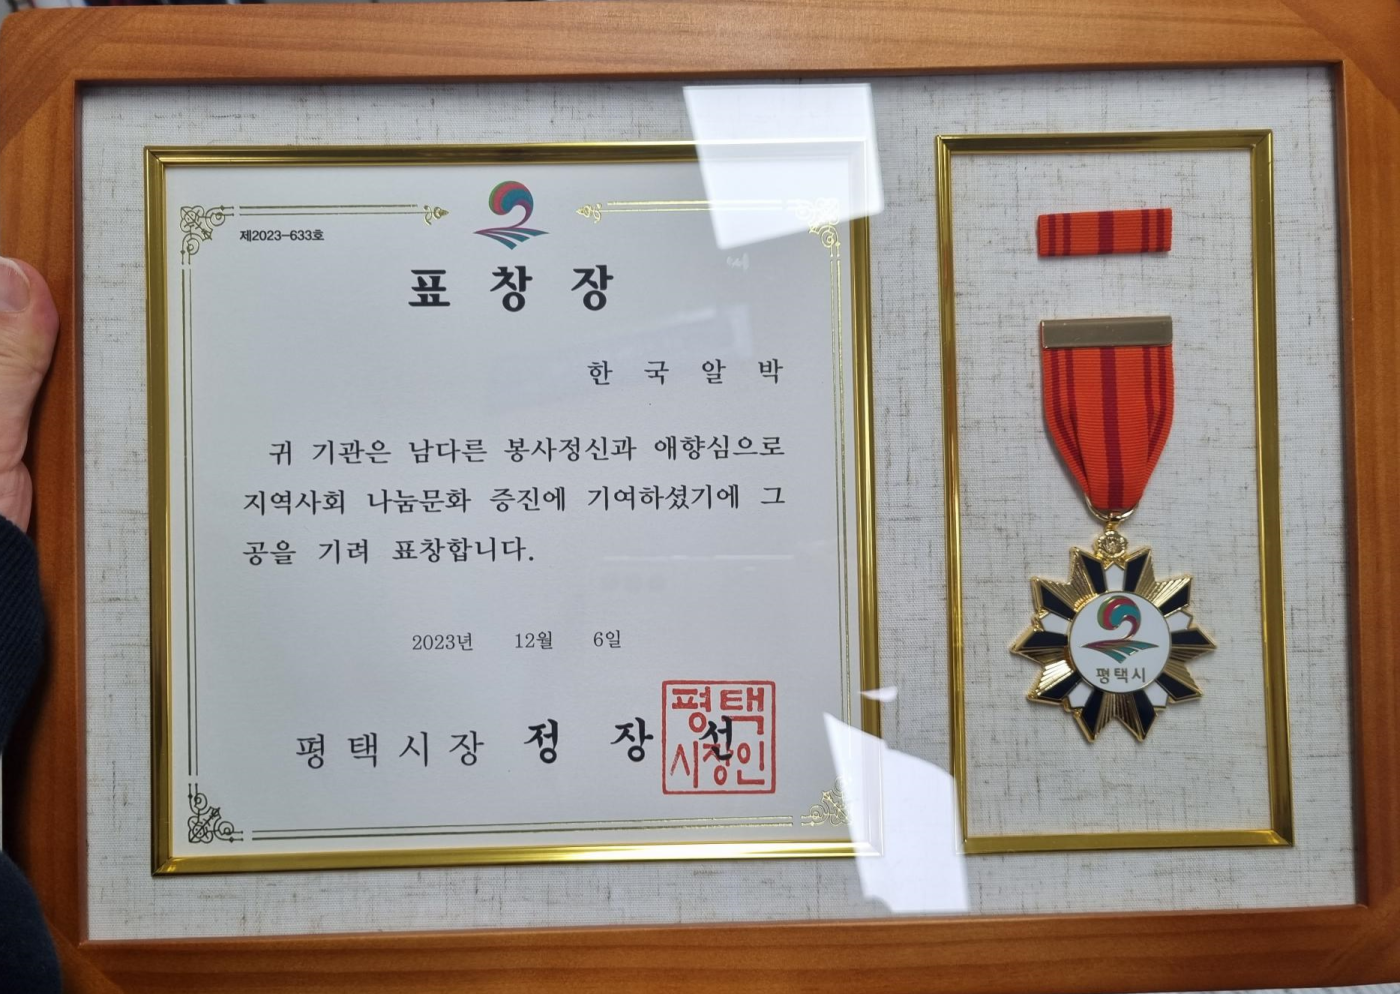 제2023-633호
표 창 장
한 국 알 박
귀 기관은 남다른 봉사정신과 애향심으로
지역사회 나눔문화 증진에 기여하셨기에 그
공을 기려 표창합니다.
2023년 12월 6일
평 택 시 장 정 장 선
평택
시장인
평택시